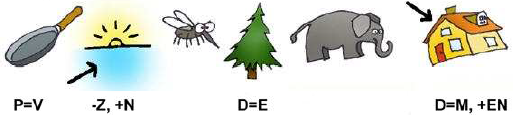 P=V -Z, +N D=E D=M, +EN